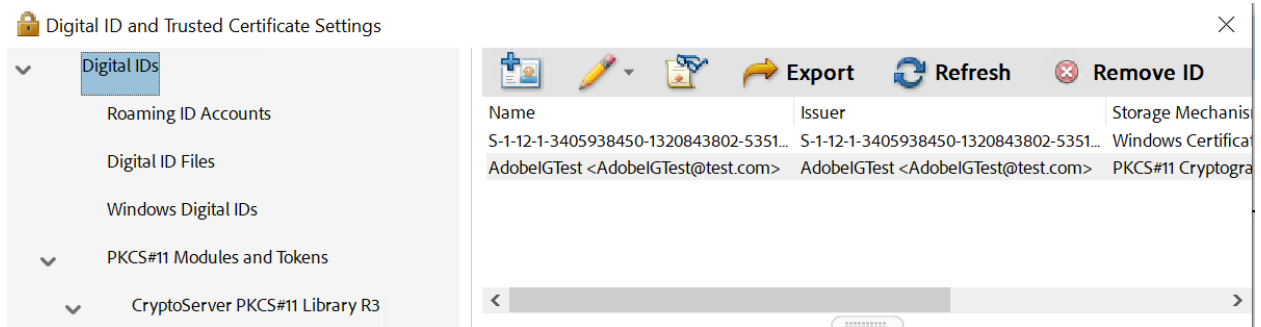 Digital ID and Trusted Certificate Settings
Digital IDs
Roaming ID Accounts
Digital ID Files
Windows Digital IDs
PKCS#11 Modules and Tokens
CryptoServer PKCS#11 Library R3
Export Refresh Remove ID
Name Issuer Storage Mechanis
S-1-12-1-3405938450-1320843802-5351... S-1-12-1-3405938450-1320843802-5351... Windows Certificat
AdobeIGTest <AdobeIGTest@test.com> AdobeIGTest <AdobeIGTest@test.com> PKCS#11 Cryptogra